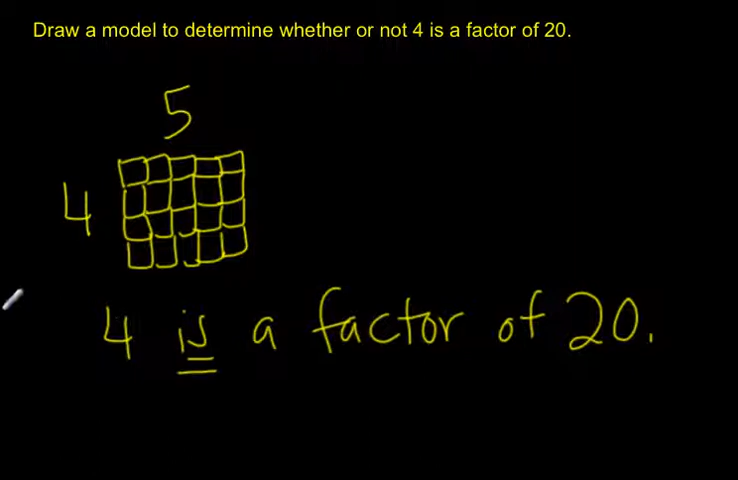 Draw a model to determine whether or not 4 is a factor of 20.
5
4
4 is a factor of 20.